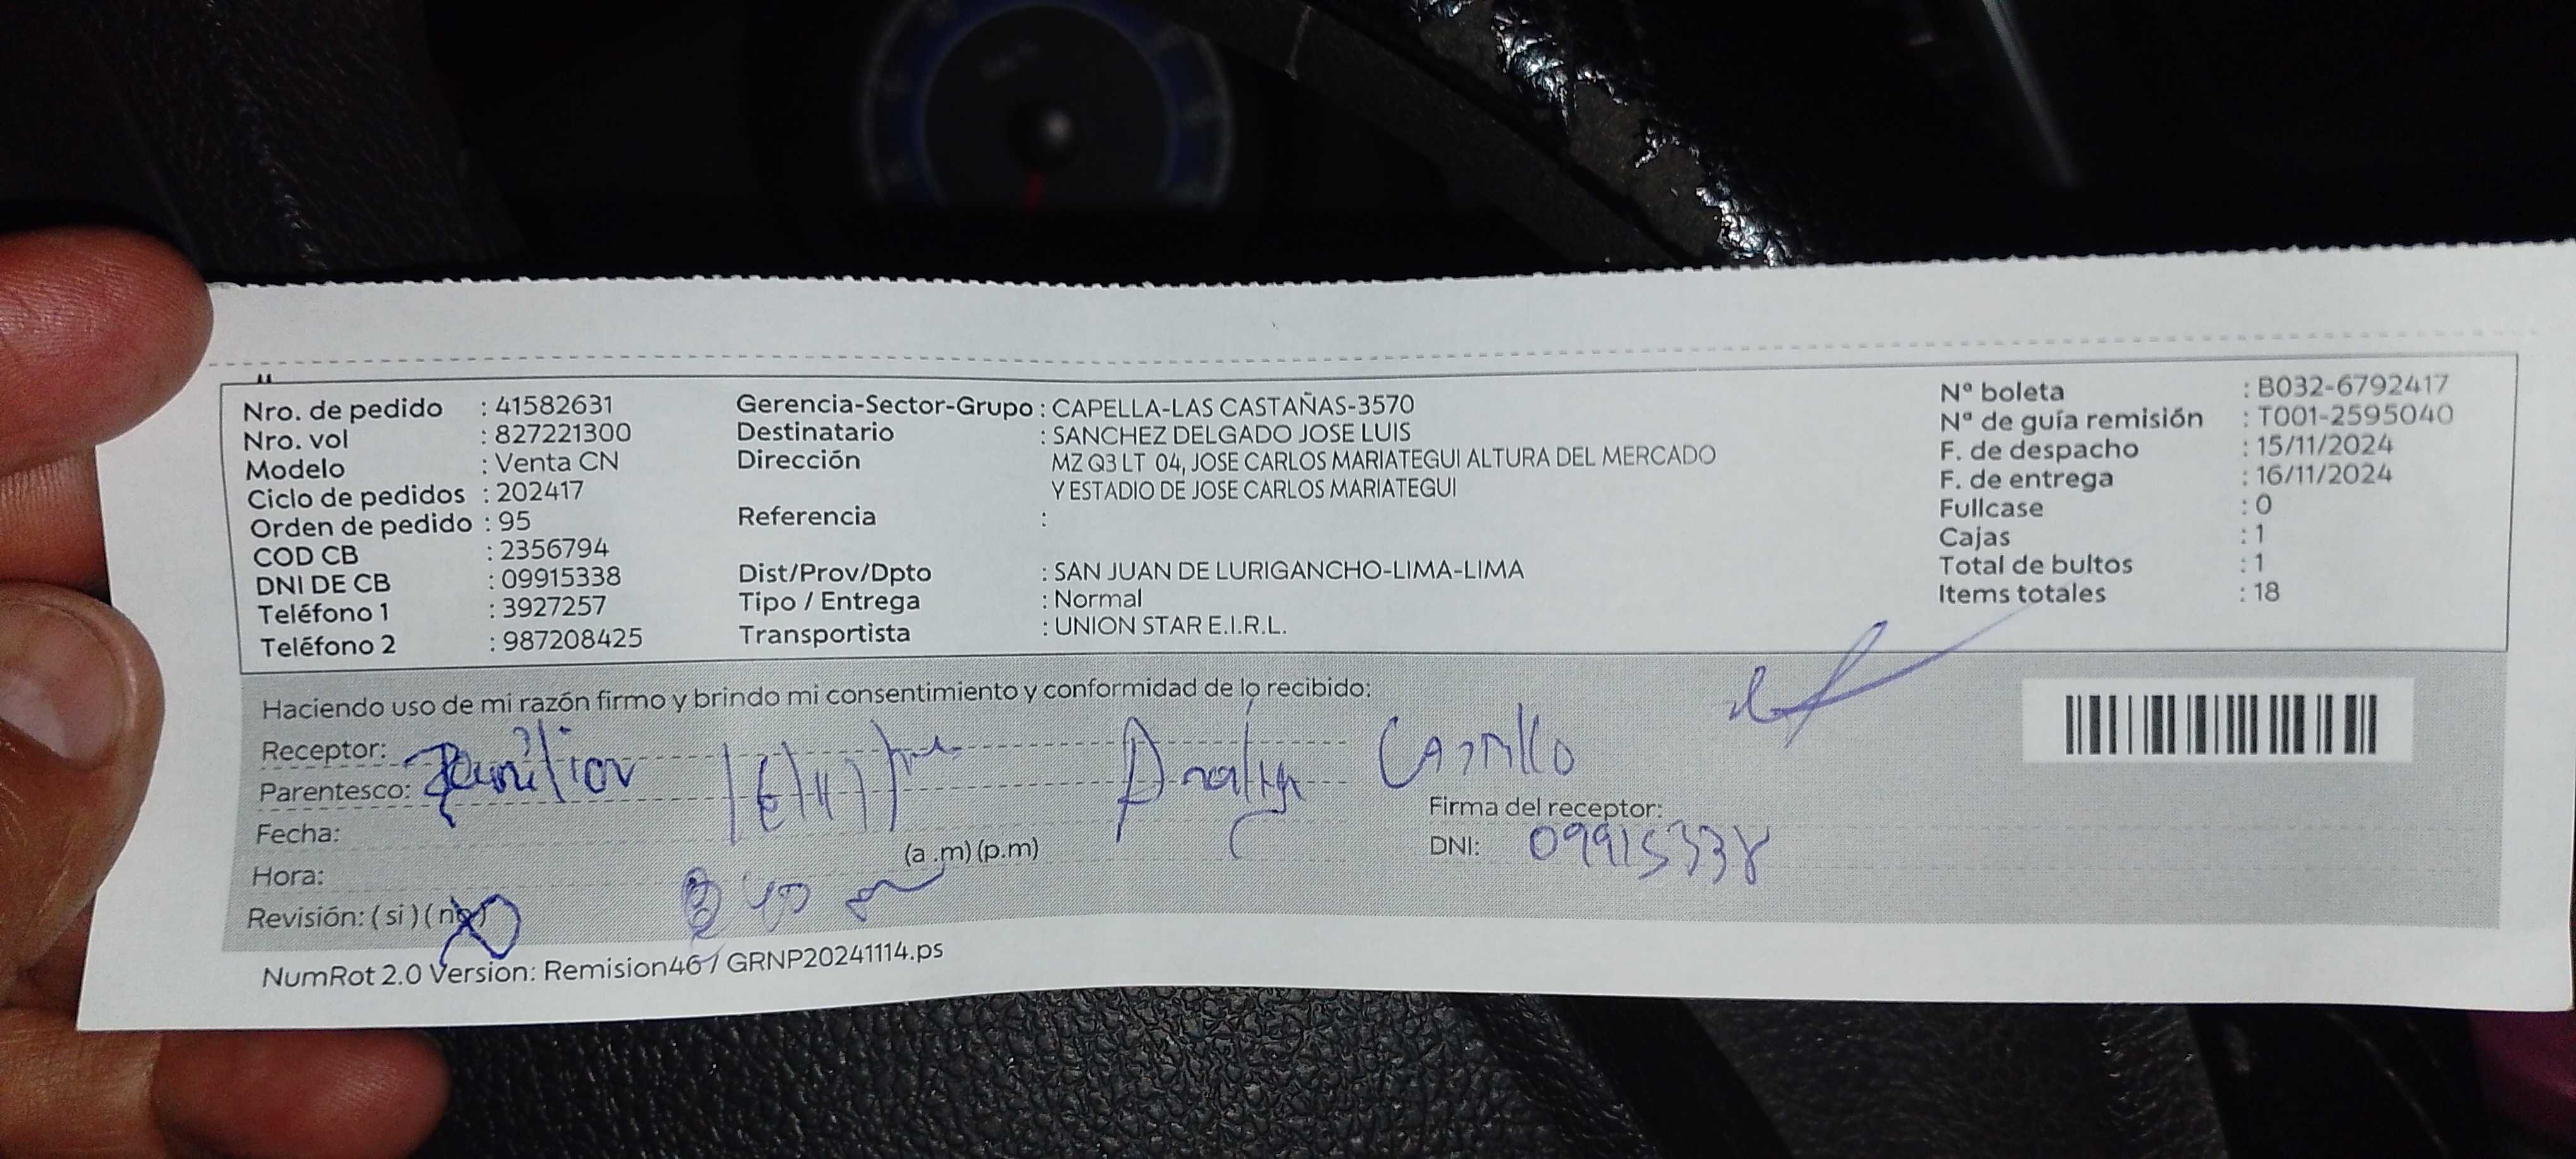 Nro. de pedido : 41582631
Nro. vol : 827221300
Modelo : Venta CN
Ciclo de pedidos : 202417
Orden de pedido : 95
COD CB : 2356794
DNI DE CB : 09915338
Teléfono 1 : 3927257
Teléfono 2 : 987208425
Gerencia-Sector-Grupo : CAPELLA-LAS CASTAÑAS-3570
Destinatario : SANCHEZ DELGADO JOSE LUIS
Dirección MZ Q3 LT 04, JOSE CARLOS MARIATEGUI ALTURA DEL MERCADO
Y ESTADIO DE JOSE CARLOS MARIATEGUI
Referencia :
Dist/Prov/Dpto : SAN JUAN DE LURIGANCHO-LIMA-LIMA
Tipo / Entrega : Normal
Transportista : UNION STAR E.I.R.L.
Nº boleta : B032-6792417
Nº de guía remisión : T001-2595040
F. de despacho : 15/11/2024
F. de entrega : 16/11/2024
Fullcase : 0
Cajas : 1
Total de bultos : 1
Items totales : 18
Haciendo uso de mi razón firmo y brindo mi consentimiento y conformidad de lo recibido:
Receptor: Castillo
Parentesco:
Firma del receptor:
Fecha:
DNI: 09915338
(a .m) (p.m)
Hora:
Revisión: ( si ) ( no )
NumRot 2.0 Version: Remision46 / GRNP20241114.ps